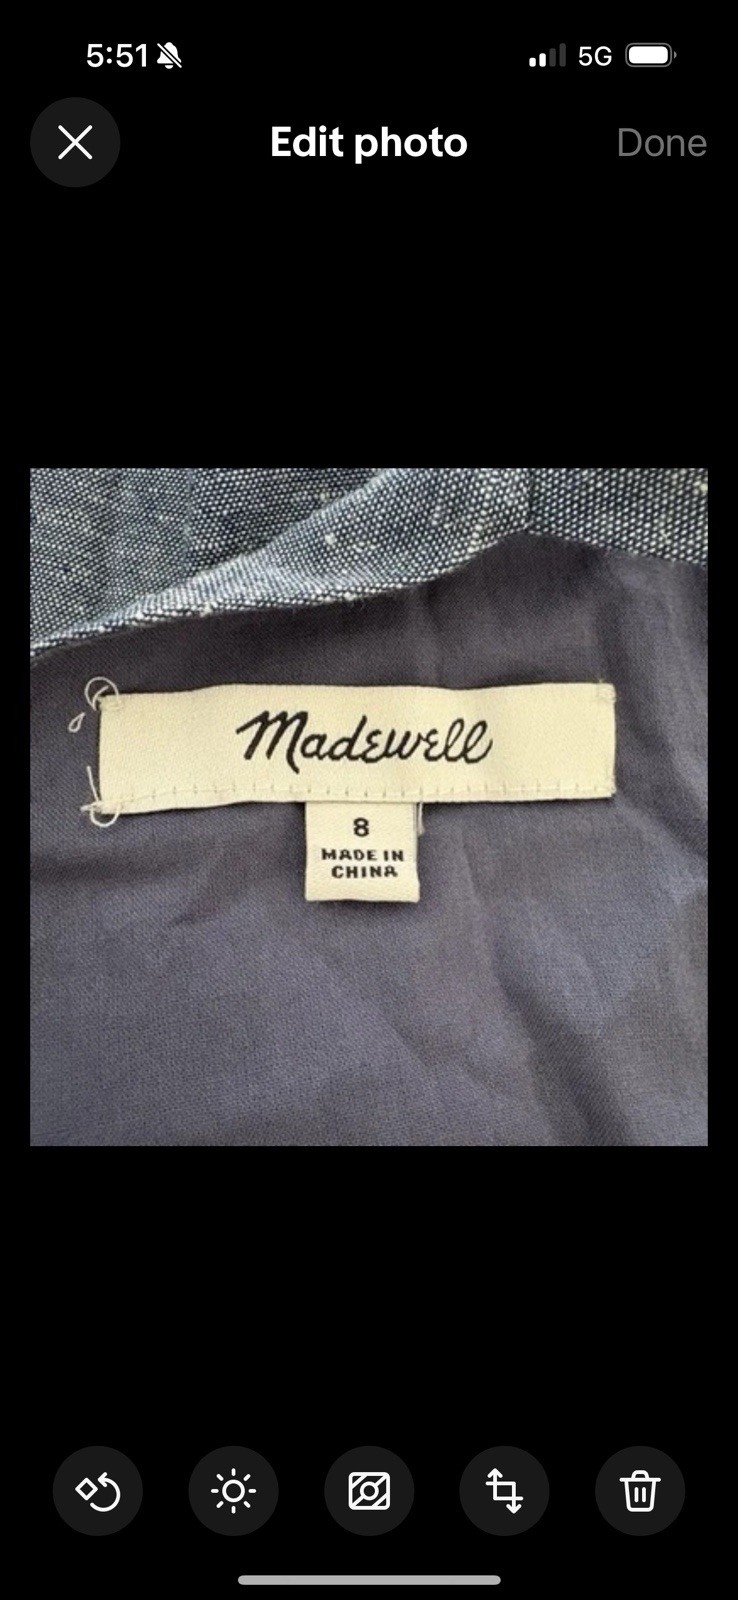 5:51
5G
Edit photo
Done
Madewell
8
MADE IN
CHINA